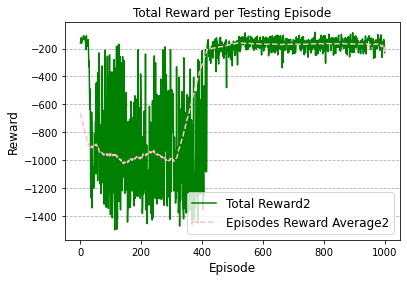 Total Reward per Testing Episode
Reward
−200
−400
−600
−800
−1000
−1200
−1400
Total Reward2
Episodes Reward Average2
0
200
400
600
800
1000
Episode